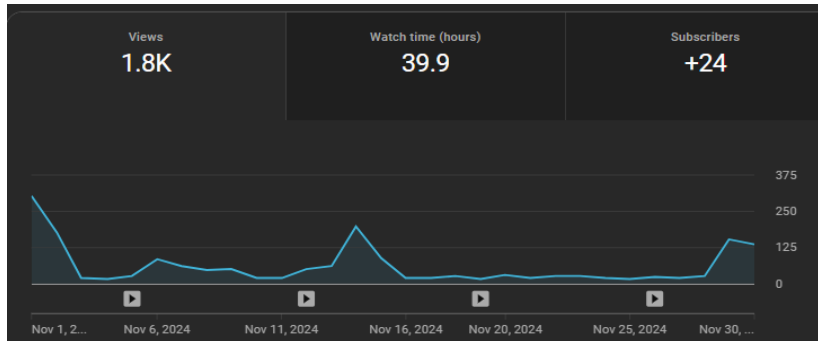 Views
1.8K
Watch time (hours)
39.9
Subscribers
+24
375
250
125
0
Nov 1, 2...
Nov 6, 2024
Nov 11, 2024
Nov 16, 2024
Nov 20, 2024
Nov 25, 2024
Nov 30, ...